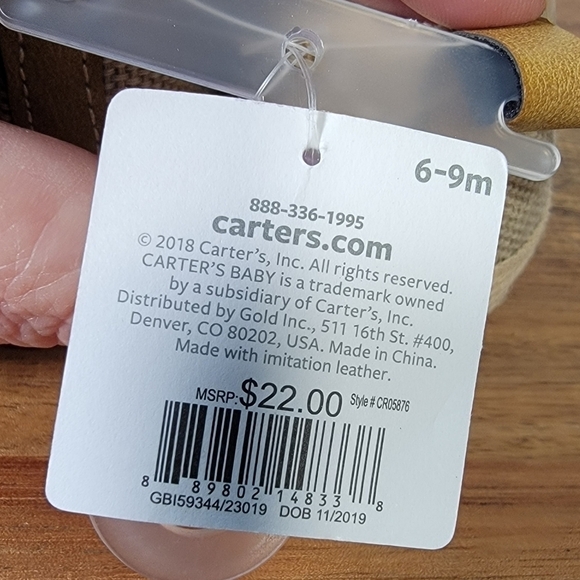 6-9m
888-336-1995
carters.com
© 2018 Carter's, Inc. All rights reserved.
CARTER'S BABY is a trademark owned
by a subsidiary of Carter's, Inc.
Distributed by Gold Inc., 511 16th St. #400,
Denver, CO 80202, USA. Made in China.
Made with imitation leather.
MSRP:$22.00 Style # CR05876
8 89802 14833 8
GBI59344/23019 DOB 11/2019